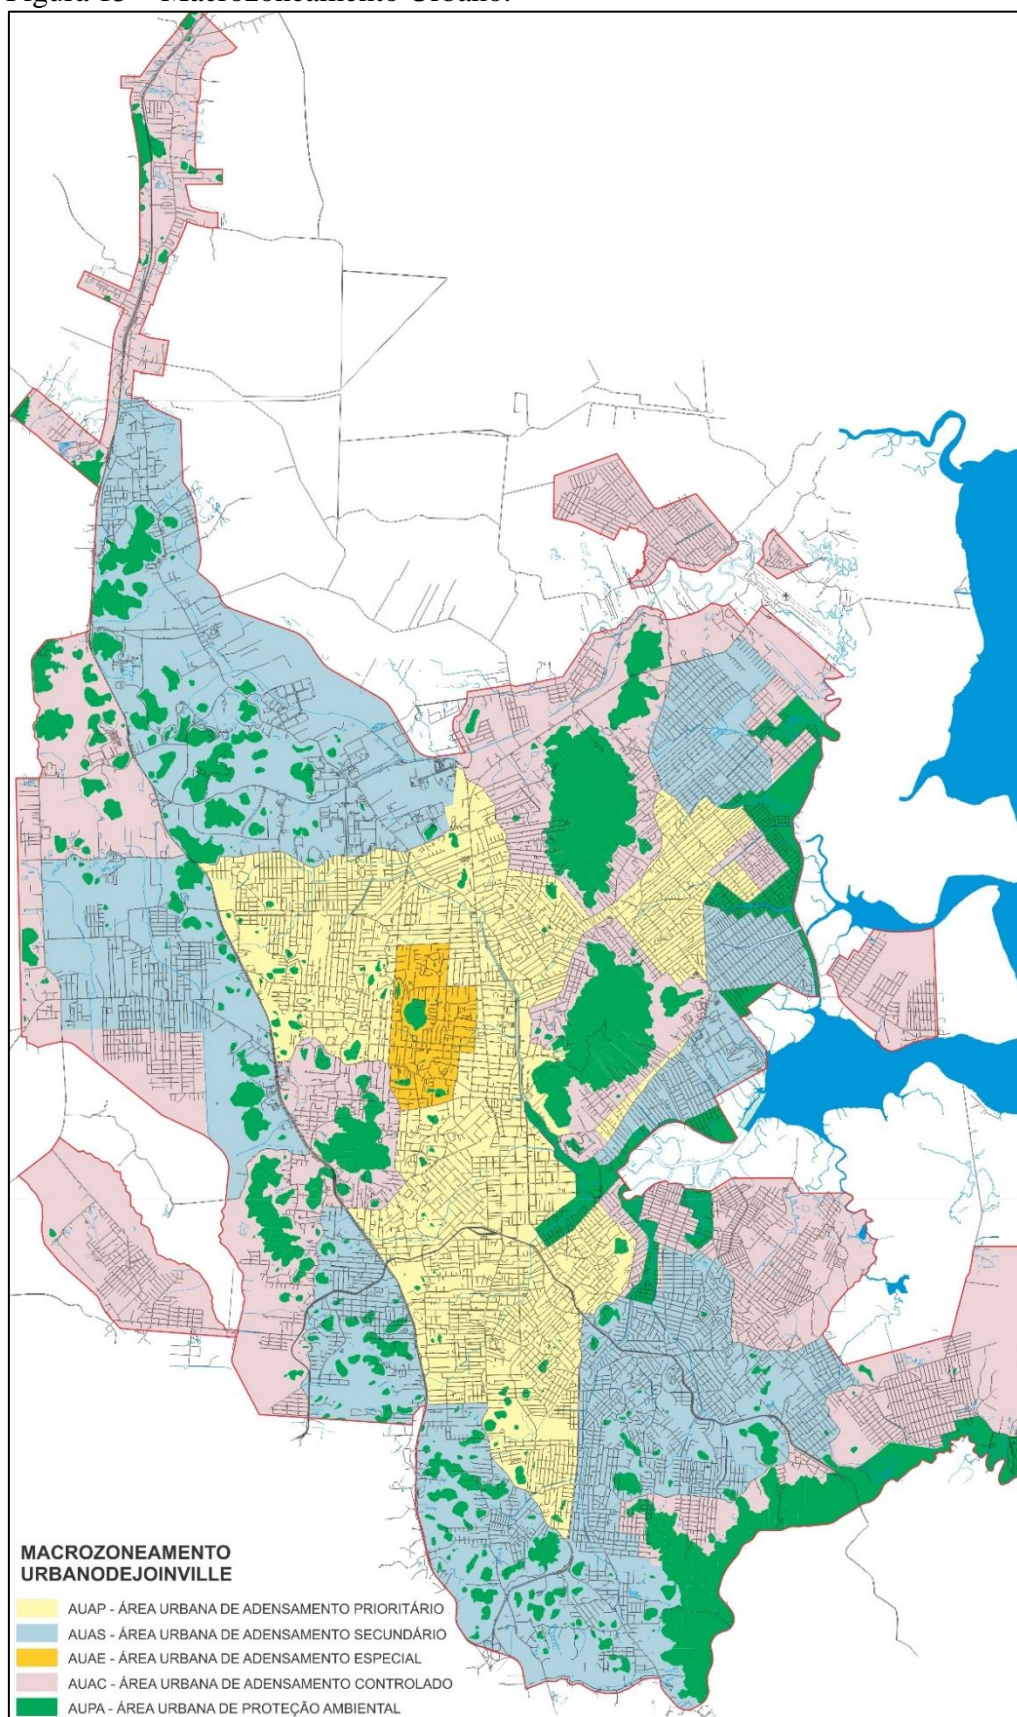 Figura 15 – Macrozoneamento Urbano.
MACROZONEAMENTO
URBANODEJOINVILLE
AUAP - ÁREA URBANA DE ADENSAMENTO PRIORITÁRIO
AUAS - ÁREA URBANA DE ADENSAMENTO SECUNDÁRIO
AUAE - ÁREA URBANA DE ADENSAMENTO ESPECIAL
AUAC - ÁREA URBANA DE ADENSAMENTO CONTROLADO
AUPA - ÁREA URBANA DE PROTEÇÃO AMBIENTAL